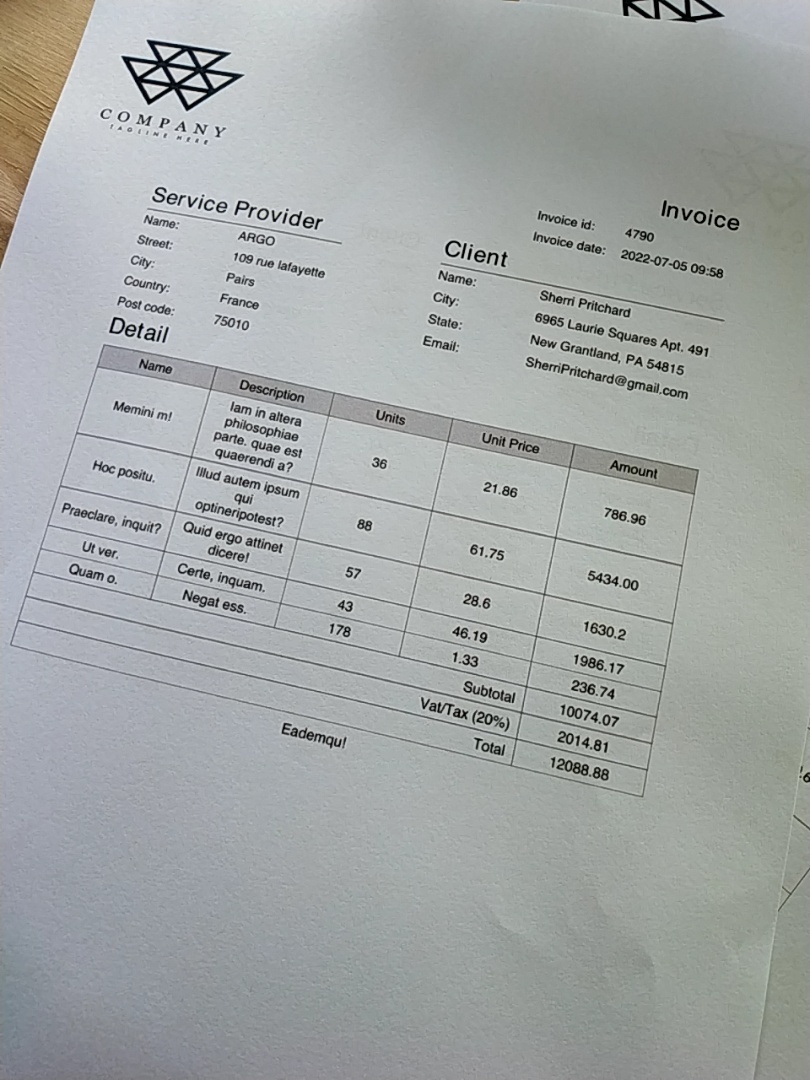 COMPANY
TAGLINE HERE
Invoice
Invoice id: 4790
Invoice date: 2022-07-05 09:58
Service Provider
Name: ARGO
Street: 109 rue lafayette
City: Pairs
Country: France
Post code: 75010
Client
Name: Sherri Pritchard
City: 6965 Laurie Squares Apt. 491
State: New Grantland, PA 54815
Email: SherriPritchard@gmail.com
Detail
Name Description Units Unit Price Amount
Memini m! Iam in altera
philosophiae
parte. quae est
quaerendi a? 36 21.86 786.96
Hoc positu. Illud autem ipsum
qui
optineripotest? 88 61.75 5434.00
Praeclare, inquit? Quid ergo attinet
dicere! 57 28.6 1630.2
Ut ver. Certe, inquam. 43 46.19 1986.17
Quam o. Negat ess. 178 1.33 236.74
Subtotal 10074.07
Vat/Tax (20%) 2014.81
Total 12088.88
Eademqu!